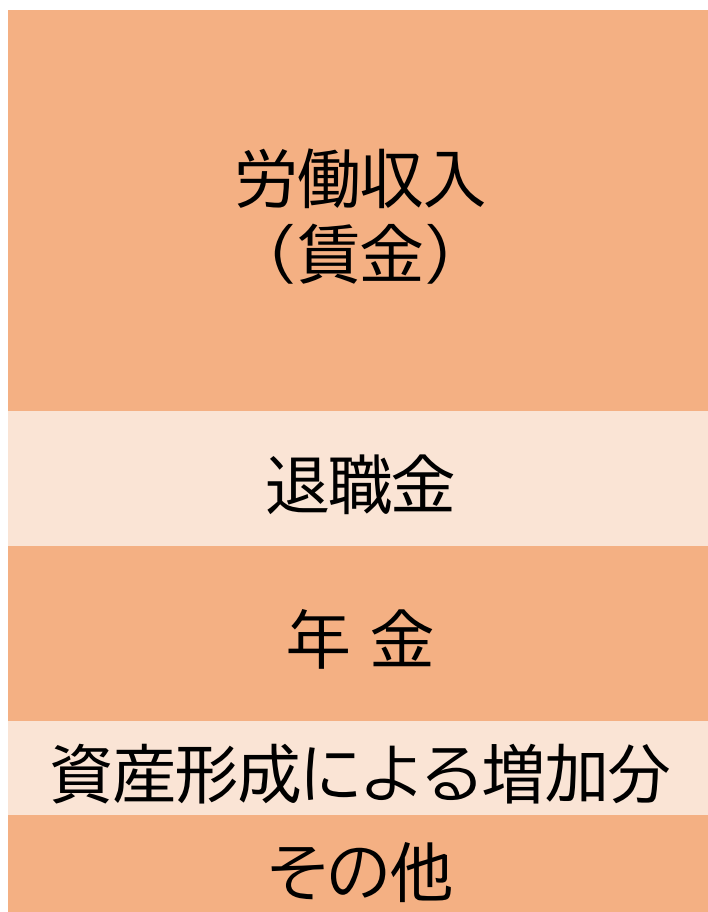 労働収入
（賃金）
退職金
年 金
資産形成による増加分
その他